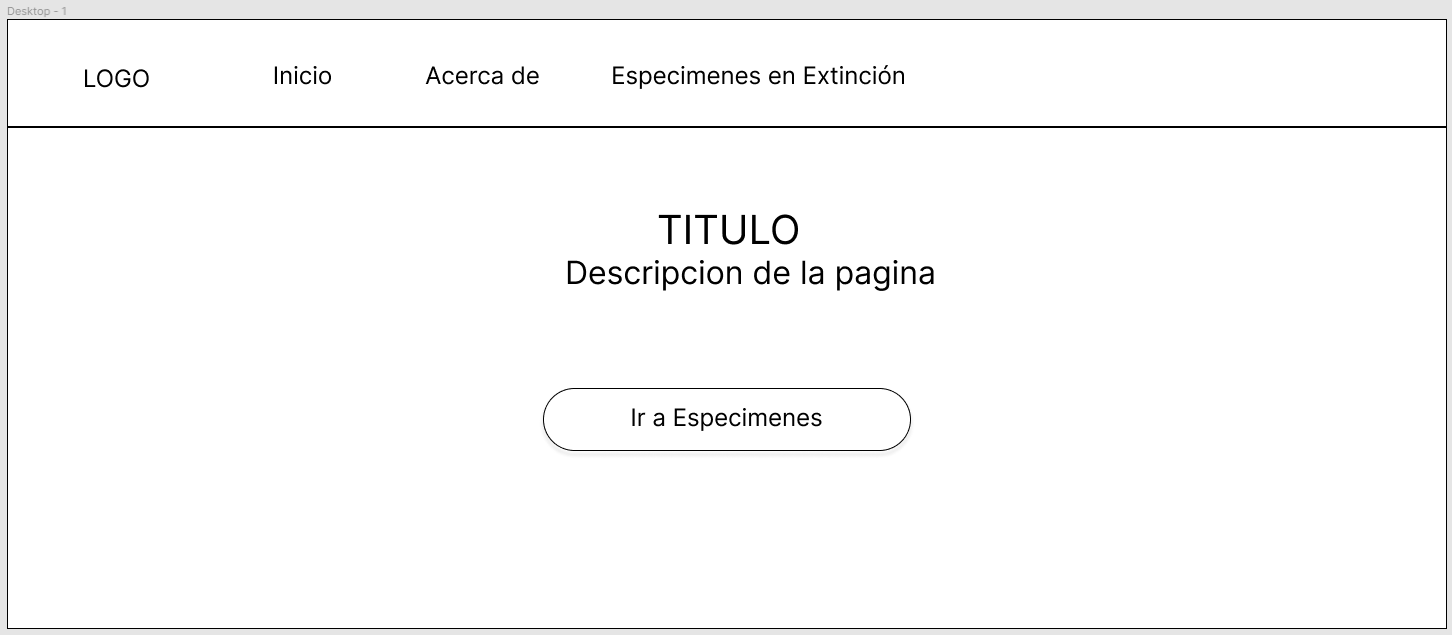 Desktop - 1
LOGO
Inicio
Acerca de
Especimenes en Extinción
TITULO
Descripcion de la pagina
Ir a Especimenes